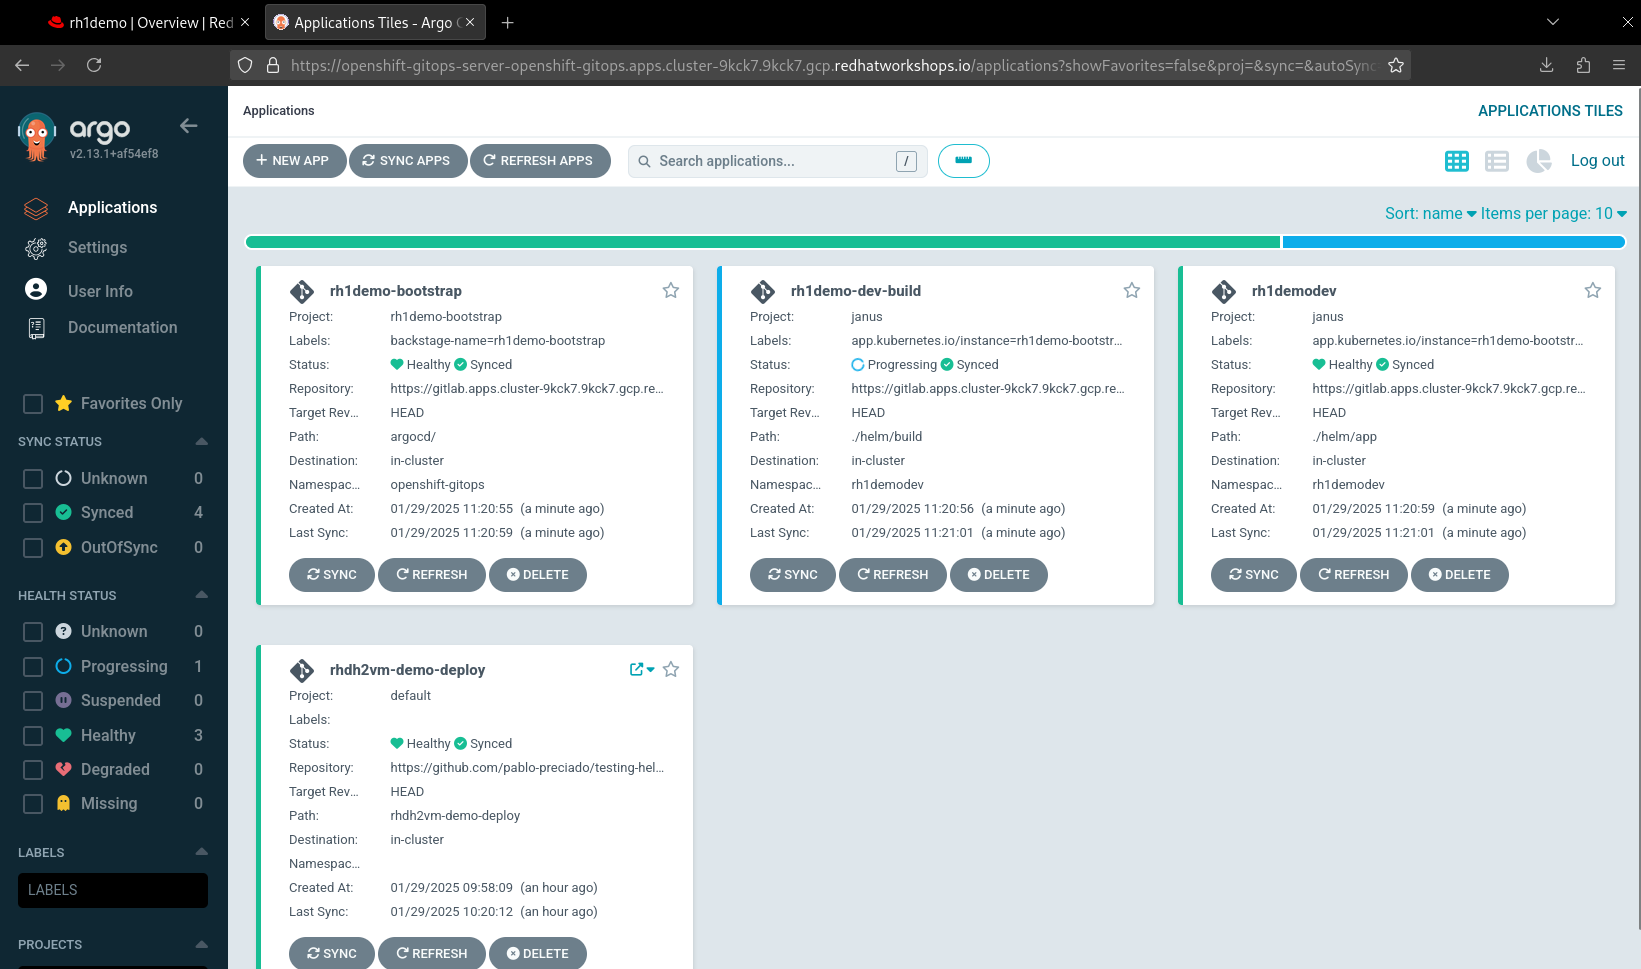 rh1demo | Overview | Red
Applications Tiles - Argo
https://openshift-gitops-server-openshift-gitops.apps.cluster-9kck7.9kck7.gcp.redhatworkshops.io/applications?showFavorites=false&proj=&sync=&autoSync
argo
v2.13.1+af54ef8
Applications
Settings
User Info
Documentation
Favorites Only
SYNC STATUS
Unknown 0
Synced 4
OutOfSync 0
HEALTH STATUS
Unknown 0
Progressing 1
Suspended 0
Healthy 3
Degraded 0
Missing 0
LABELS
LABELS
PROJECTS
Applications
APPLICATIONS TILES
+ NEW APP
SYNC APPS
REFRESH APPS
Search applications...
/
Log out
Sort: name
Items per page: 10
rh1demo-bootstrap
Project: rh1demo-bootstrap
Labels: backstage-name=rh1demo-bootstrap
Status: Healthy Synced
Repository: https://gitlab.apps.cluster-9kck7.9kck7.gcp.re...
Target Rev... HEAD
Path: argocd/
Destination: in-cluster
Namespac... openshift-gitops
Created At: 01/29/2025 11:20:55 (a minute ago)
Last Sync: 01/29/2025 11:20:59 (a minute ago)
SYNC REFRESH DELETE
rh1demo-dev-build
Project: janus
Labels: app.kubernetes.io/instance=rh1demo-bootstr...
Status: Progressing Synced
Repository: https://gitlab.apps.cluster-9kck7.9kck7.gcp.re...
Target Rev... HEAD
Path: ./helm/build
Destination: in-cluster
Namespac... rh1demodev
Created At: 01/29/2025 11:20:56 (a minute ago)
Last Sync: 01/29/2025 11:21:01 (a minute ago)
SYNC REFRESH DELETE
rh1demodev
Project: janus
Labels: app.kubernetes.io/instance=rh1demo-bootstr...
Status: Healthy Synced
Repository: https://gitlab.apps.cluster-9kck7.9kck7.gcp.re...
Target Rev... HEAD
Path: ./helm/app
Destination: in-cluster
Namespac... rh1demodev
Created At: 01/29/2025 11:20:59 (a minute ago)
Last Sync: 01/29/2025 11:21:01 (a minute ago)
SYNC REFRESH DELETE
rhdh2vm-demo-deploy
Project: default
Labels:
Status: Healthy Synced
Repository: https://github.com/pablo-preciado/testing-hel...
Target Rev... HEAD
Path: rhdh2vm-demo-deploy
Destination: in-cluster
Namespac...
Created At: 01/29/2025 09:58:09 (an hour ago)
Last Sync: 01/29/2025 10:20:12 (an hour ago)
SYNC REFRESH DELETE